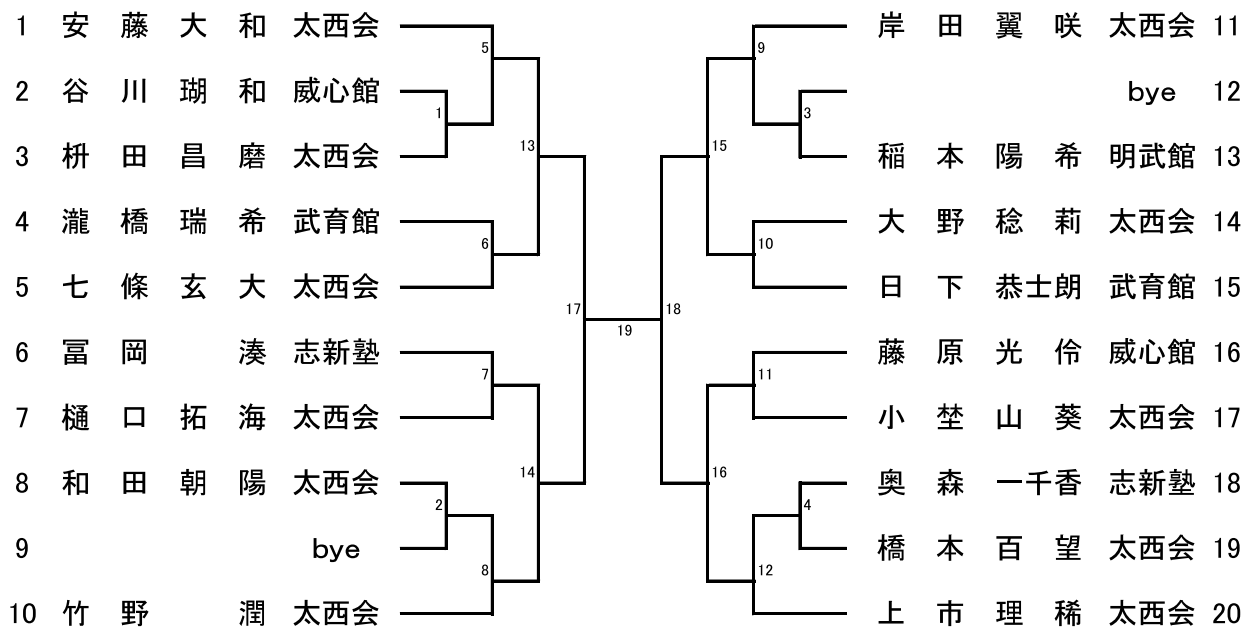 1 安藤大和 太西会
2 谷川瑚和 威心館
3 枡田昌磨 太西会
4 瀧橋瑞希 武育館
5 七條玄大 太西会
6 冨岡 湊 志新塾
7 樋口拓海 太西会
8 和田朝陽 太西会
9 bye
10 竹野 潤 太西会
5
1
13
6
17
7
14
2
8
19
9
3
15
10
18
11
16
4
12
岸田翼咲 太西会 11
bye 12
稲本陽希 明武館 13
大野稔莉 太西会 14
日下恭士朗 武育館 15
藤原光伶 威心館 16
小埜山葵 太西会 17
奥森一千香 志新塾 18
橋本百望 太西会 19
上市理稀 太西会 20